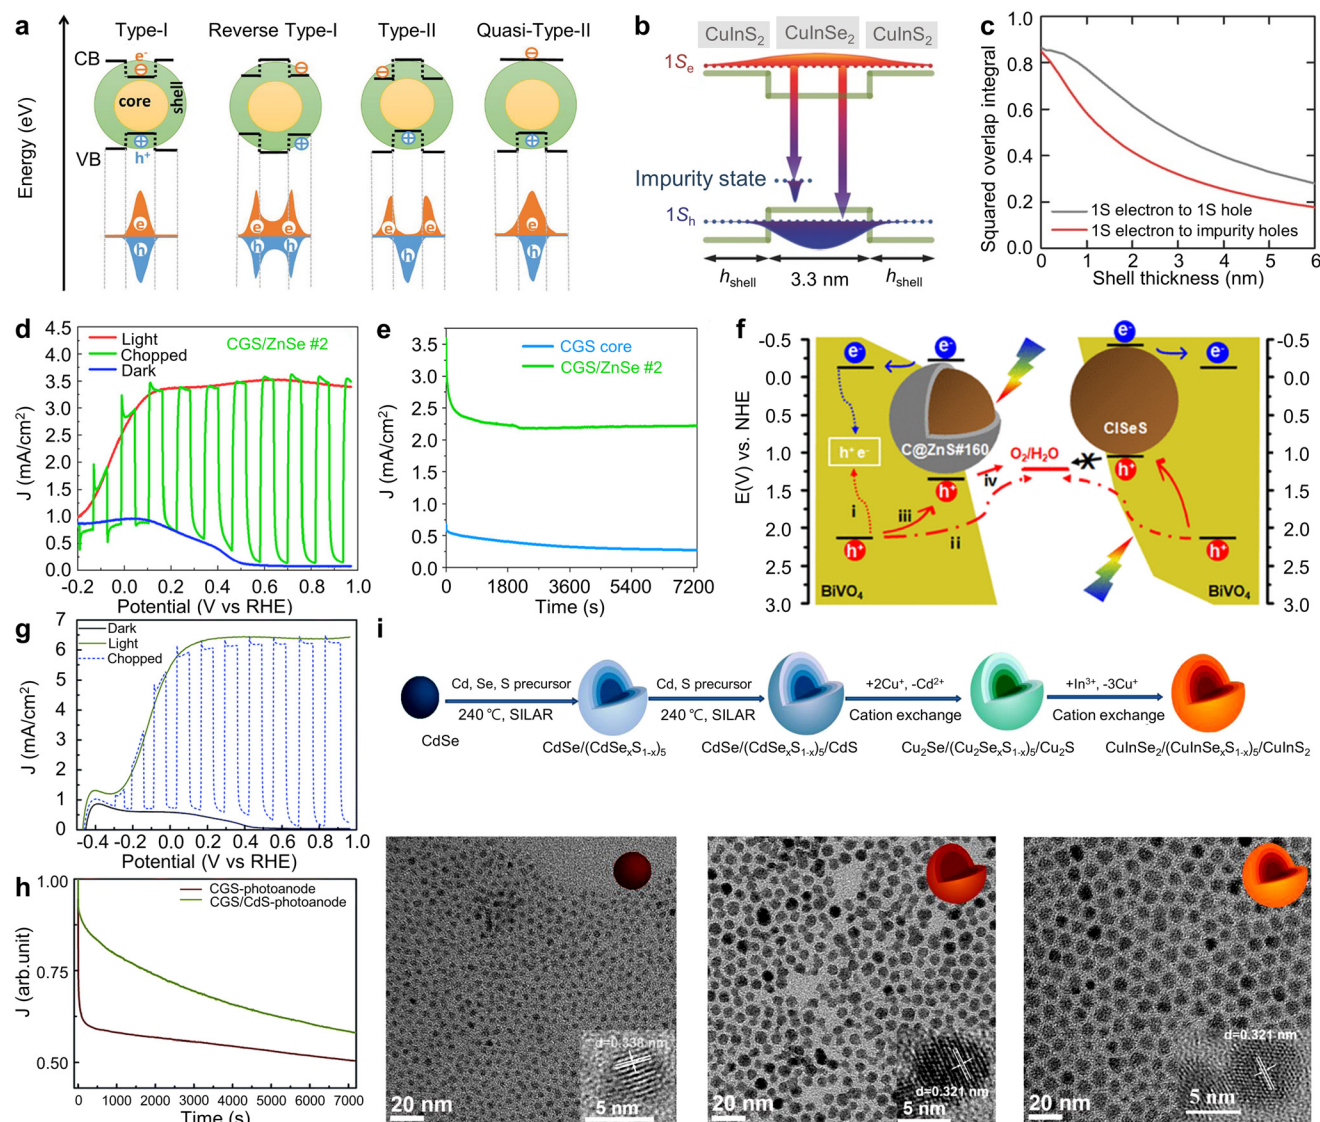 a
Type-I
Reverse Type-I
Type-II
Quasi-Type-II
Energy (eV)
CB
e-
core
shell
VB
h+
e
h
e
e
h
h
e
e
h
e
h
b
CuInS2
CuInSe2
CuInS2
1Se
Impurity state
1Sh
hshell
3.3 nm
hshell
c
Squared overlap integral
1.0
0.8
0.6
0.4
0.2
0.0
1S electron to 1S hole
1S electron to impurity holes
0 1 2 3 4 5 6
Shell thickness (nm)
d
J (mA/cm2)
4.5
4.0
3.5
3.0
2.5
2.0
1.5
1.0
0.5
0.0
Light
Chopped
Dark
CGS/ZnSe #2
-0.2 0.0 0.2 0.4 0.6 0.8 1.0
Potential (V vs RHE)
e
J (mA/cm2)
3.5
3.0
2.5
2.0
1.5
1.0
0.5
0.0
CGS core
CGS/ZnSe #2
0 1800 3600 5400 7200
Time (s)
f
E(V) vs. NHE
-0.5
0.0
0.5
1.0
1.5
2.0
2.5
3.0
e-
e-
e-
e-
C@ZnS#160
CISeS
h+ e-
O2/H2O
h+
h+
i
ii
iii
iv
h+
h+
BiVO4
BiVO4
-0.5
0.0
0.5
1.0
1.5
2.0
2.5
3.0
g
J (mA/cm2)
7
6
5
4
3
2
1
0
Dark
Light
Chopped
-0.4 -0.2 0.0 0.2 0.4 0.6 0.8 1.0
Potential (V vs RHE)
h
J (arb.unit)
1.00
0.75
0.50
CGS-photoanode
CGS/CdS-photoanode
0 1000 2000 3000 4000 5000 6000 7000
Time (s)
i
Cd, Se, S precursor
240 ℃, SILAR
Cd, S precursor
240 ℃, SILAR
+2Cu+, -Cd2+
Cation exchange
+In3+, -3Cu+
Cation exchange
CdSe
CdSe/(CdSexS1-x)5
CdSe/(CdSexS1-x)5/CdS
Cu2Se/(Cu2SexS1-x)5/Cu2S
CuInSe2/(CuInSexS1-x)5/CuInS2
d=0.338 nm
20 nm
5 nm
d=0.321 nm
20 nm
5 nm
d=0.321 nm
20 nm
5 nm